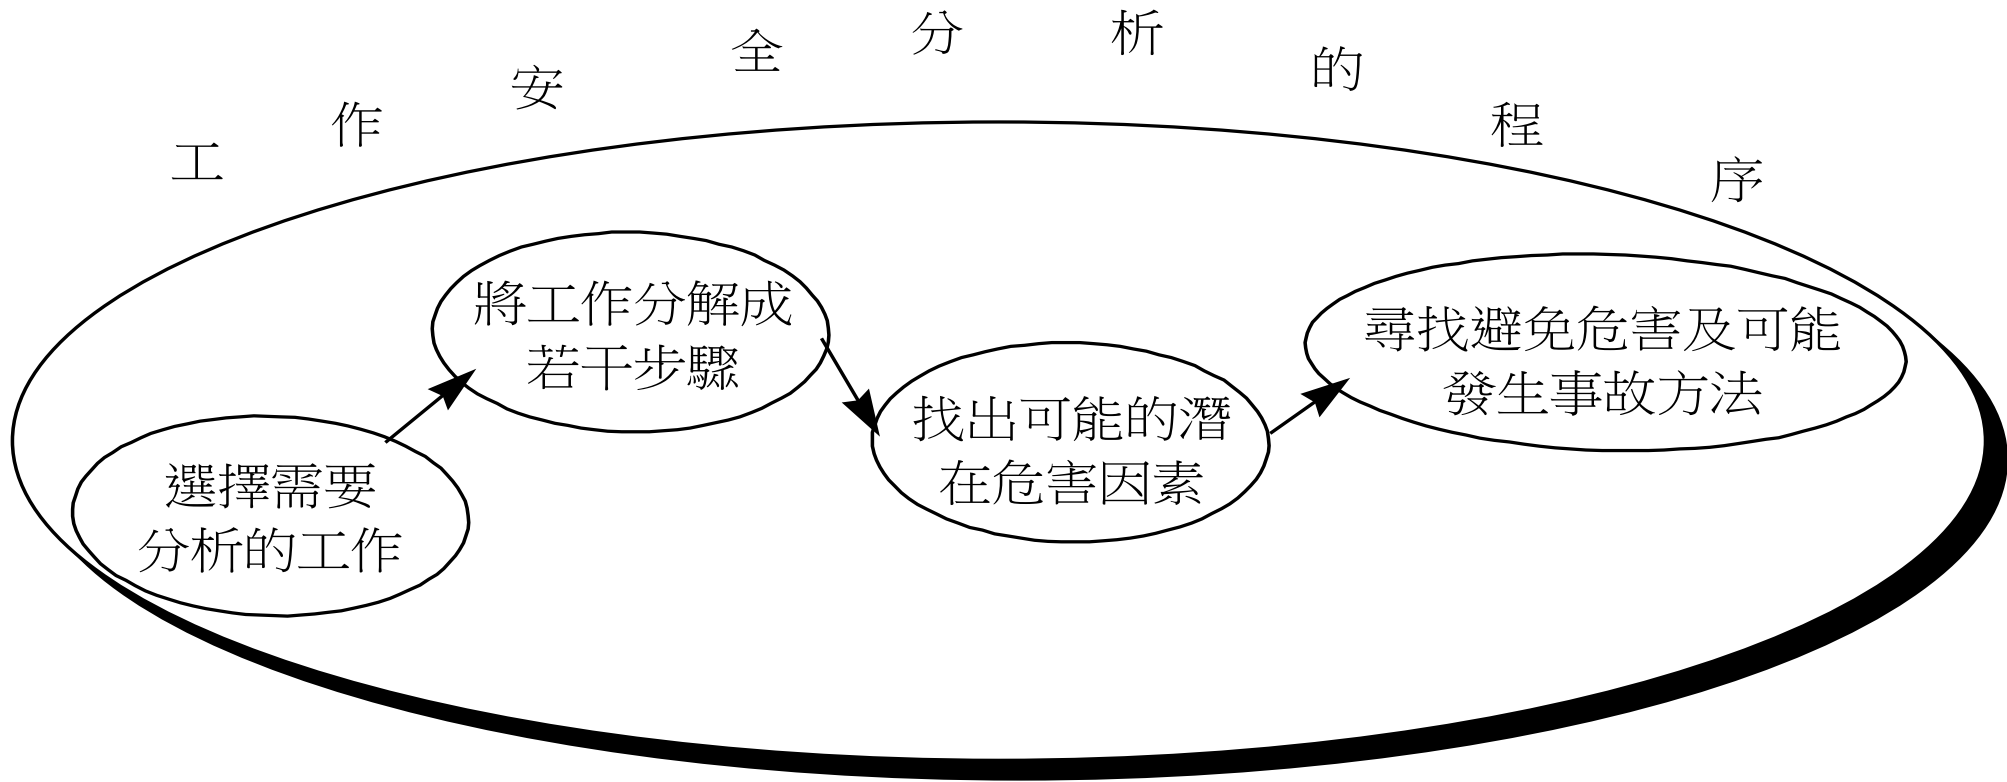 工作安全分析的程序
選擇需要
分析的工作
將工作分解成
若干步驟
找出可能的潛
在危害因素
尋找避免危害及可能
發生事故方法